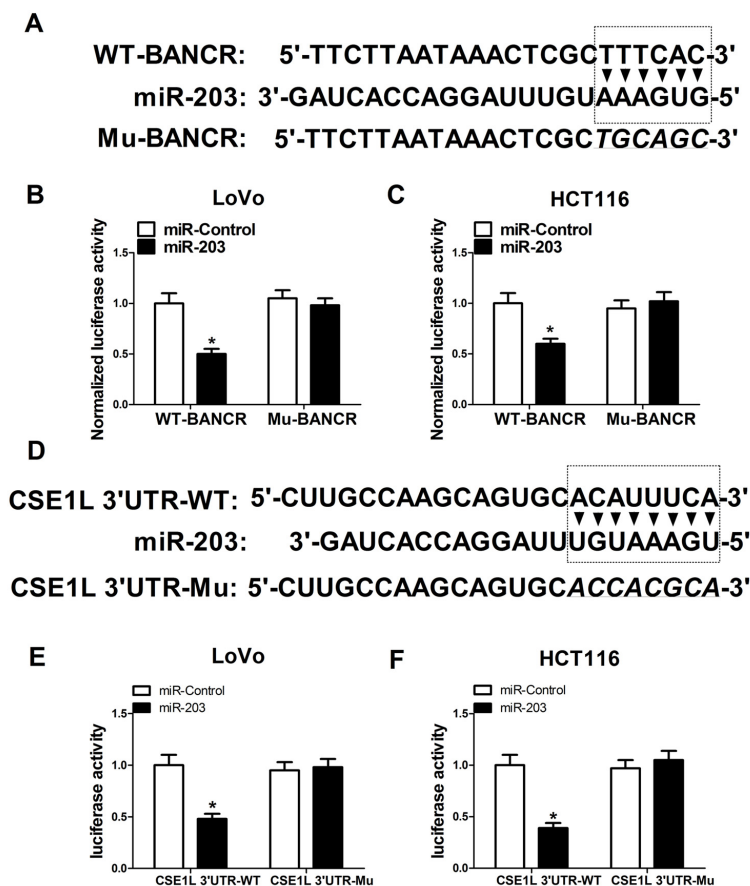 A
WT-BANCR: 5'-TTCTTAATAAACTCGCTTTCAC-3'
miR-203: 3'-GAUCACCAGGAUUUGUAAAGUG-5'
Mu-BANCR: 5'-TTCTTAATAAACTCGCTGCAGC-3'
B
LoVo
miR-Control
miR-203
Normalized luciferase activity
1.5
1.0
0.5
0.0
*
WT-BANCR Mu-BANCR
C
HCT116
miR-Control
miR-203
Normalized luciferase activity
1.5
1.0
0.5
0.0
*
WT-BANCR Mu-BANCR
D
CSE1L 3'UTR-WT: 5'-CUUGCCAAGCAGUGCACAUUUCA-3'
miR-203: 3'-GAUCACCAGGAUUUGUAAAGU-5'
CSE1L 3'UTR-Mu: 5'-CUUGCCAAGCAGUGCACCACGCA-3'
E
LoVo
miR-Control
miR-203
luciferase activity
1.5
1.0
0.5
0.0
*
CSE1L 3'UTR-WT CSE1L 3'UTR-Mu
F
HCT116
miR-Control
miR-203
luciferase activity
1.5
1.0
0.5
0.0
*
CSE1L 3'UTR-WT CSE1L 3'UTR-Mu